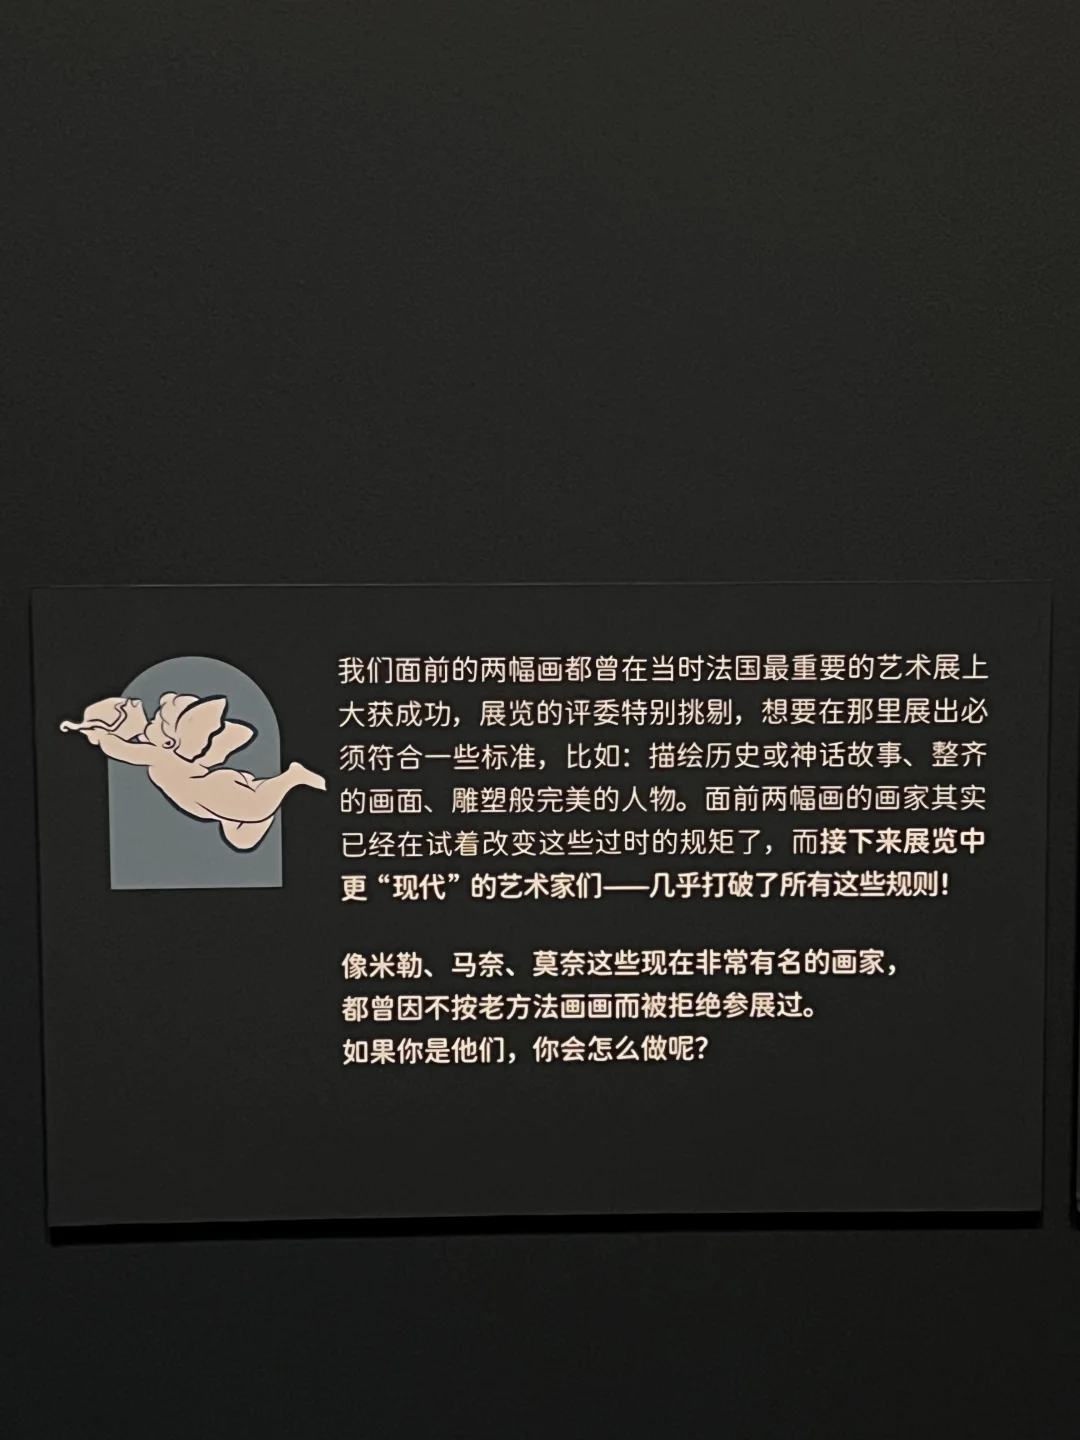 我们面前的两幅画都曾在当时法国最重要的艺术展上
大获成功，展览的评委特别挑剔，想要在那里展出必
须符合一些标准，比如：描绘历史或神话故事、整齐
的画面、雕塑般完美的人物。面前两幅画的画家其实
已经在试着改变这些过时的规矩了，而接下来展览中
更“现代”的艺术家们——几乎打破了所有这些规则！
像米勒、马奈、莫奈这些现在非常有名的画家，
都曾因不按老方法画画而被拒绝参展过。
如果你是他们，你会怎么做呢？